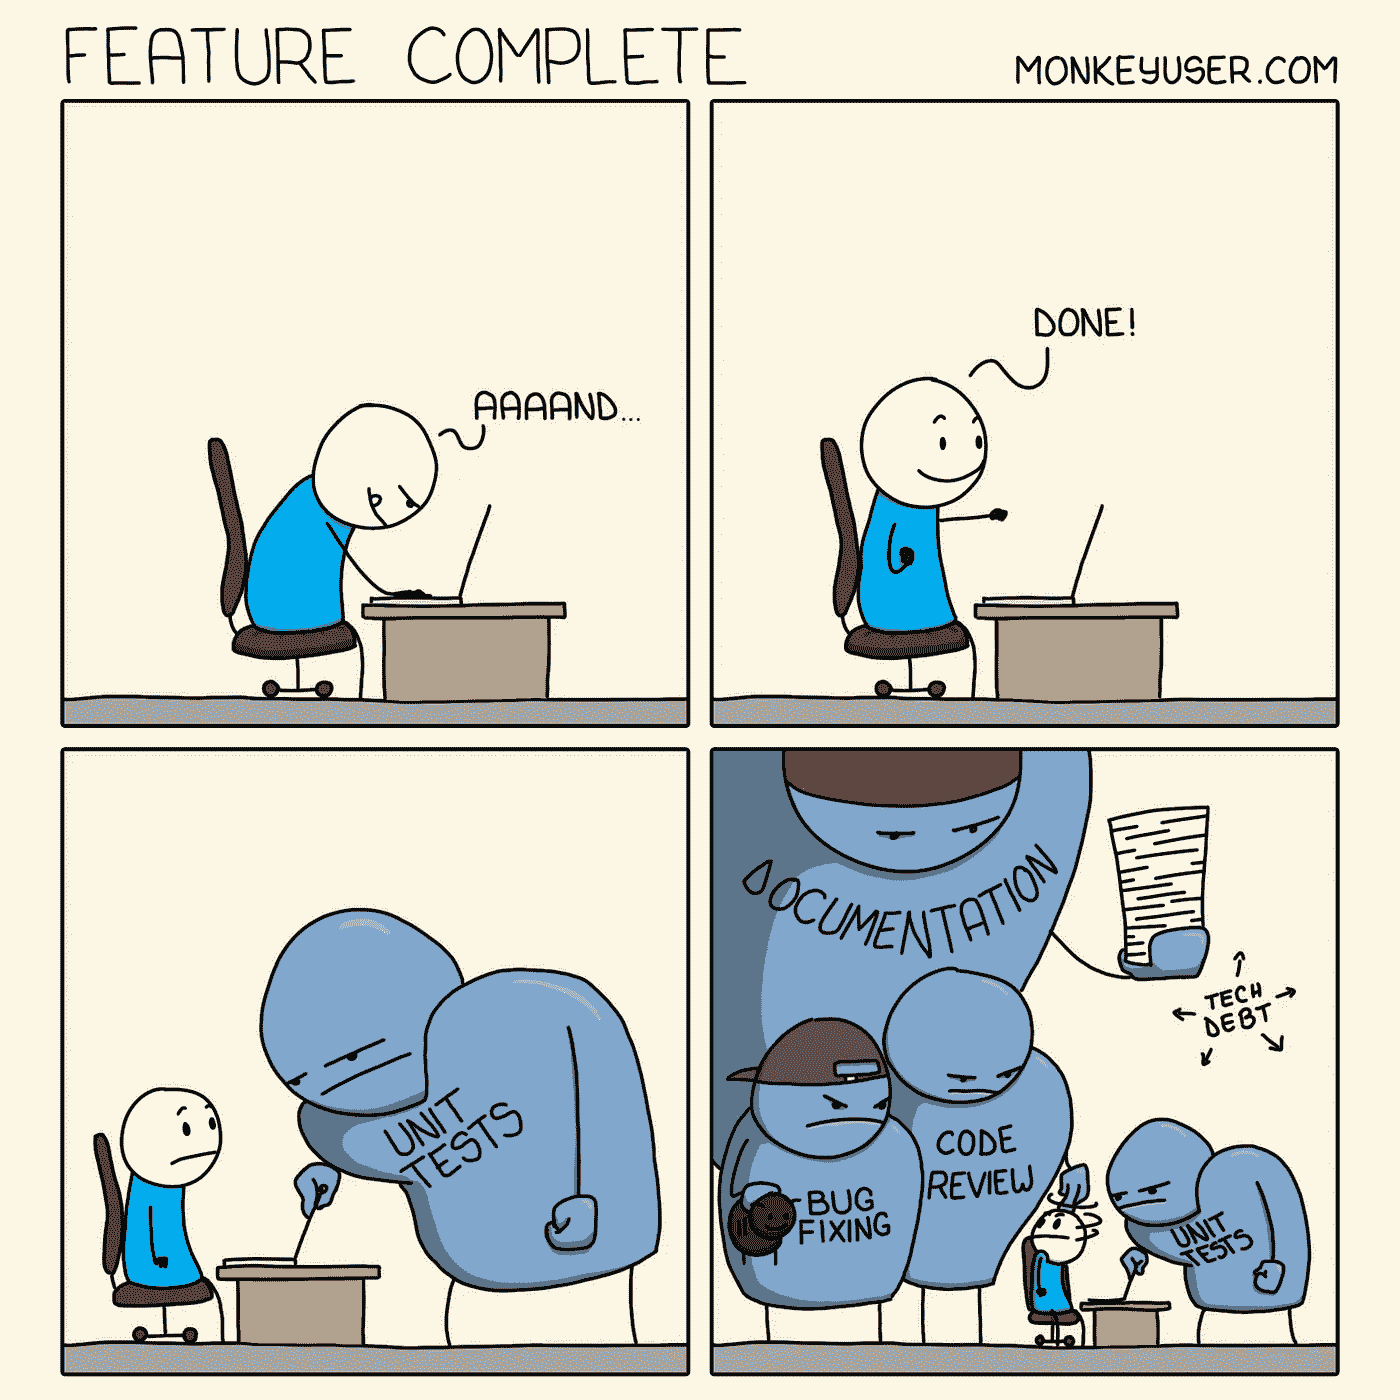 FEATURE COMPLETE
MONKEYUSER.COM
AAAAND...
DONE!
UNIT
TESTS
DOCUMENTATION
TECH
DEBT
CODE
REVIEW
BUG
FIXING
UNIT
TESTS